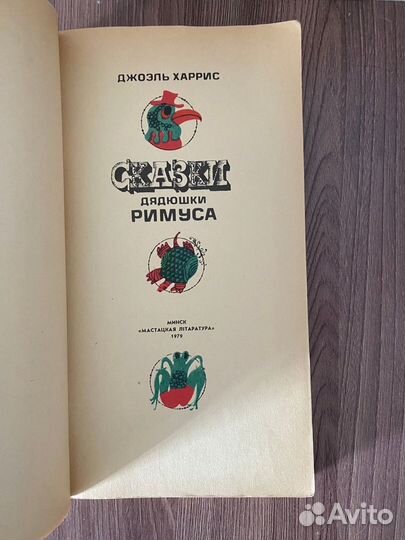 ДЖОЭЛЬ ХАРРИС
СКАЗКИ
ДЯДЮШКИ
РИМУСА
МИНСК
«МАСТАЦКАЯ ЛІТАРАТУРА»
1979
Avito